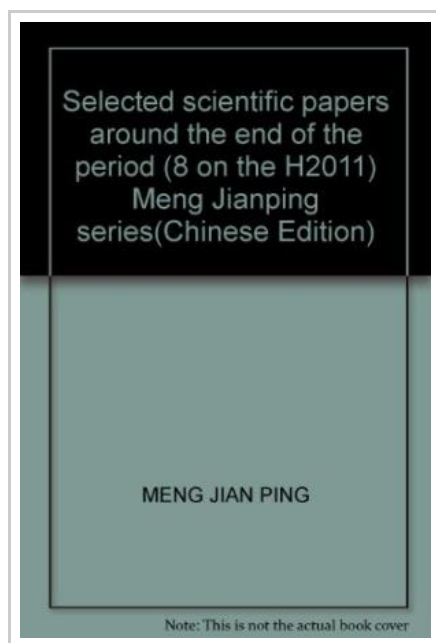 Selected scientific papers
around the end of the
period (8 on the H2011)
Meng Jianping
series(Chinese Edition)
MENG JIAN PING
Note: This is not the actual book cover